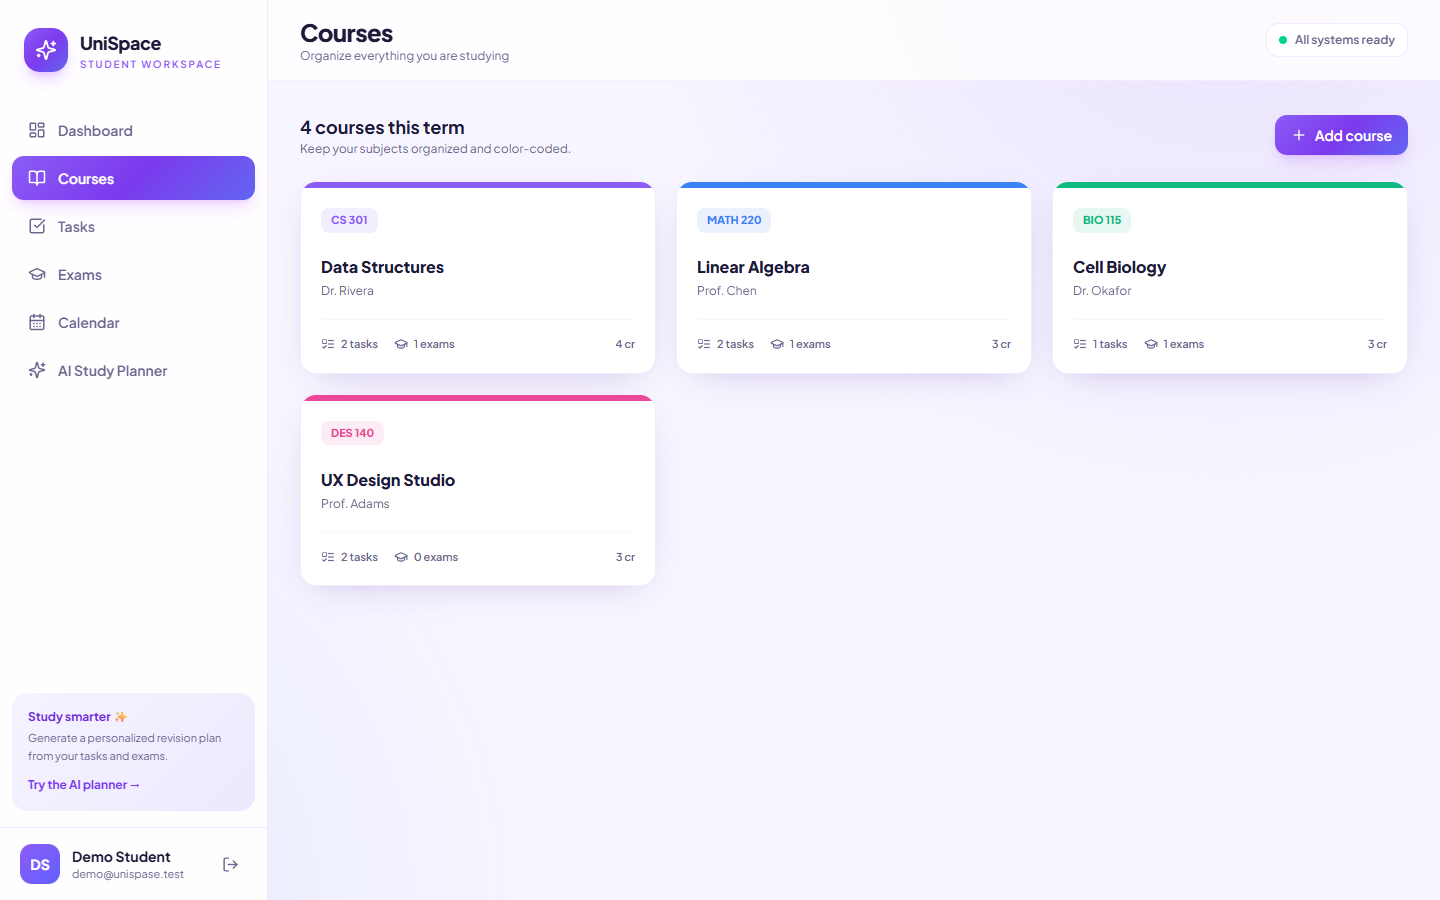 UniSpace
STUDENT WORKSPACE
Dashboard
Courses
Tasks
Exams
Calendar
AI Study Planner
Study smarter ✨
Generate a personalized revision plan
from your tasks and exams.
Try the AI planner →
DS
Demo Student
demo@unispase.test
Courses
Organize everything you are studying
All systems ready
4 courses this term
Keep your subjects organized and color-coded.
+ Add course
CS 301
Data Structures
Dr. Rivera
2 tasks 1 exams 4 cr
MATH 220
Linear Algebra
Prof. Chen
2 tasks 1 exams 3 cr
BIO 115
Cell Biology
Dr. Okafor
1 tasks 1 exams 3 cr
DES 140
UX Design Studio
Prof. Adams
2 tasks 0 exams 3 cr